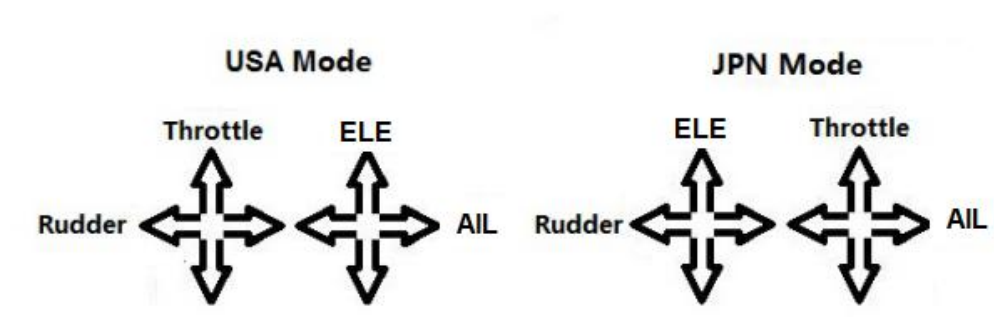 USA Mode
Throttle
ELE
Rudder
AIL
JPN Mode
ELE
Throttle
Rudder
AIL